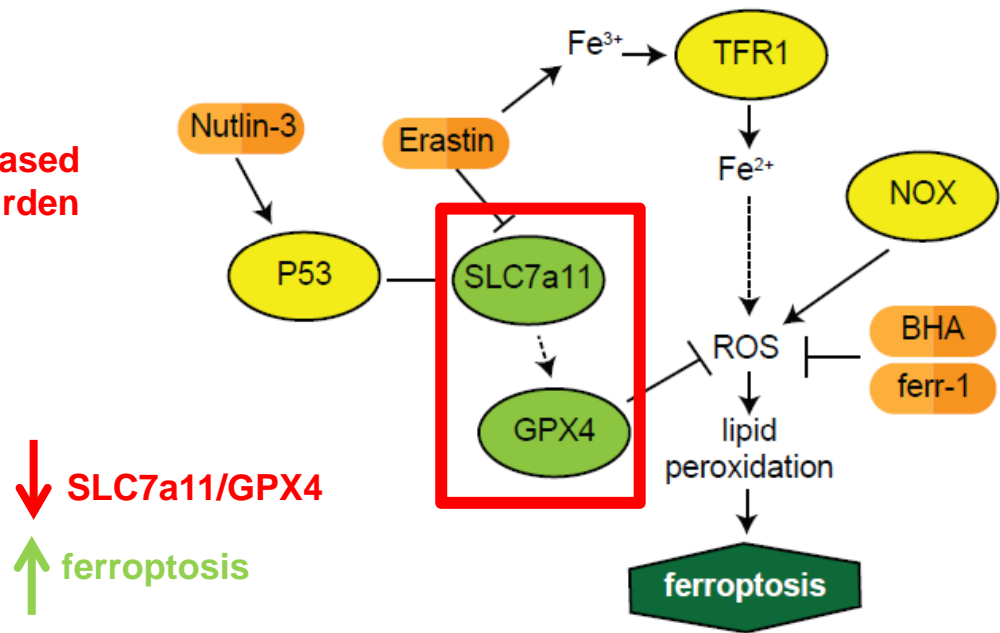 Fe³⁺
TFR1
Nutlin-3
Erastin
ased
rden
Fe²⁺
NOX
P53
SLC7a11
ROS
BHA
ferr-1
GPX4
lipid
peroxidation
SLC7a11/GPX4
ferroptosis
ferroptosis